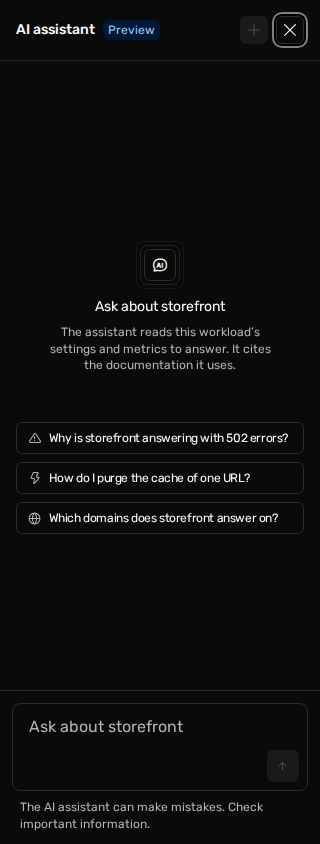 AI assistant Preview
AI
Ask about storefront
The assistant reads this workload's
settings and metrics to answer. It cites
the documentation it uses.
Why is storefront answering with 502 errors?
How do I purge the cache of one URL?
Which domains does storefront answer on?
Ask about storefront
The AI assistant can make mistakes. Check
important information.